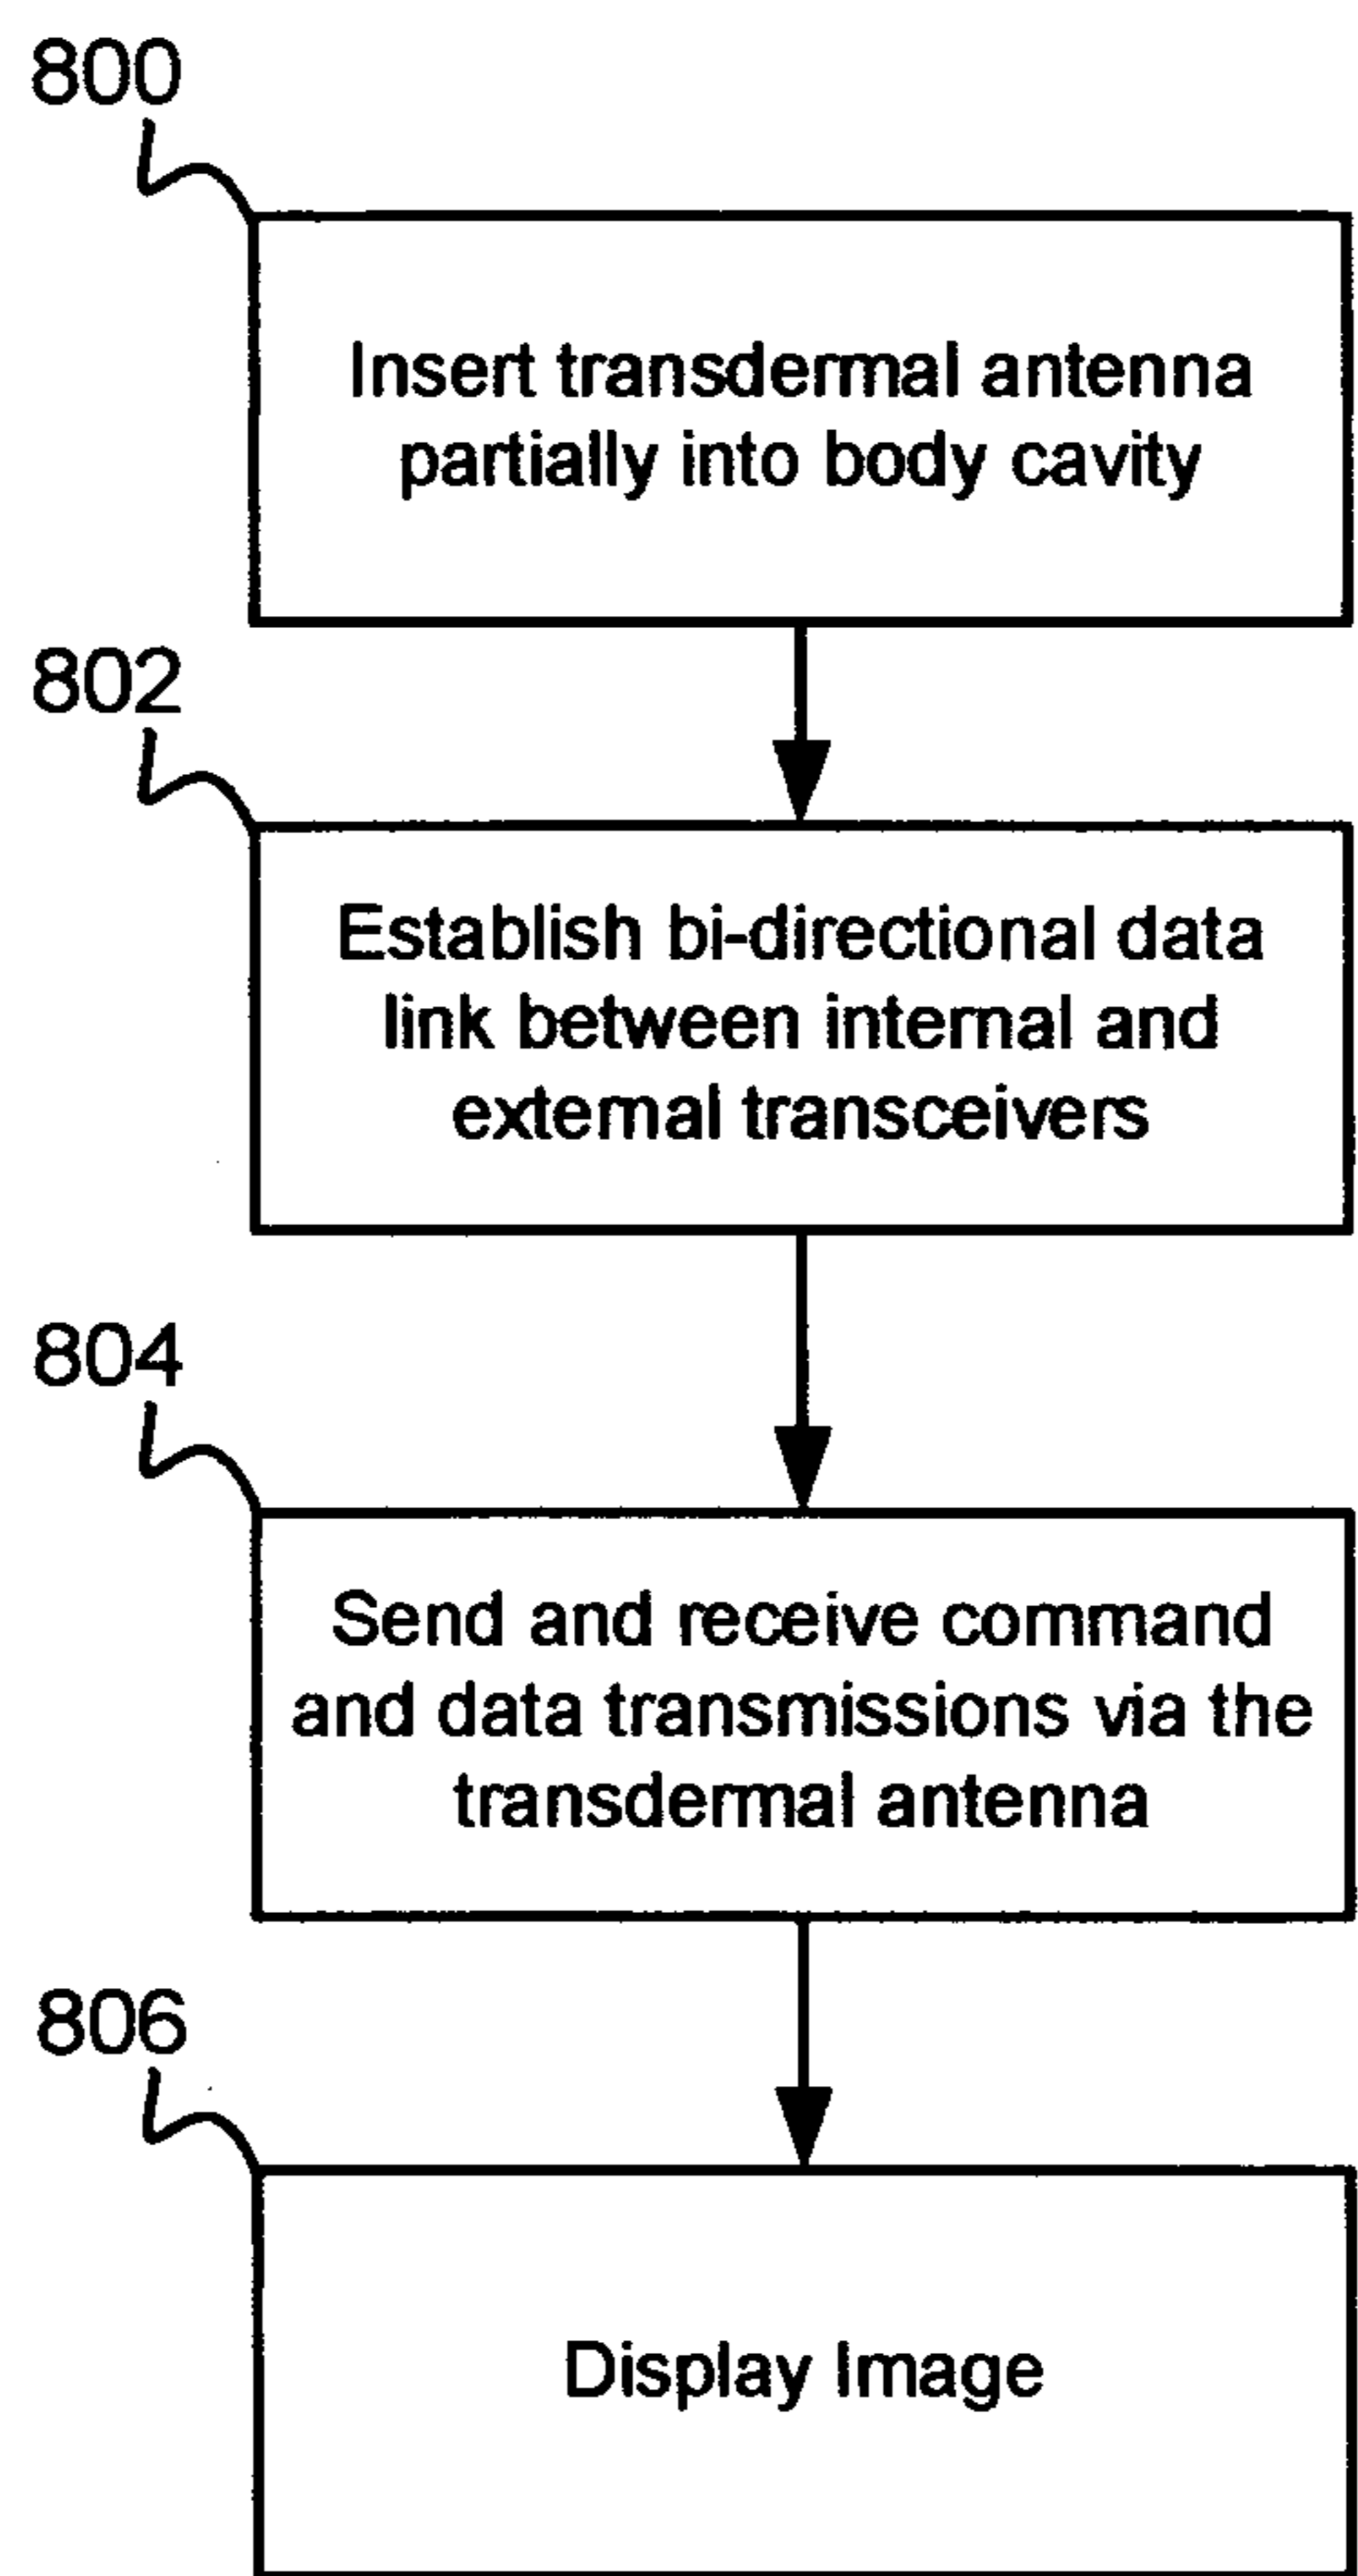 800
Insert transdermal antenna
partially into body cavity
802
Establish bi-directional data
link between internal and
external transceivers
804
Send and receive command
and data transmissions via the
transdermal antenna
806
Display Image